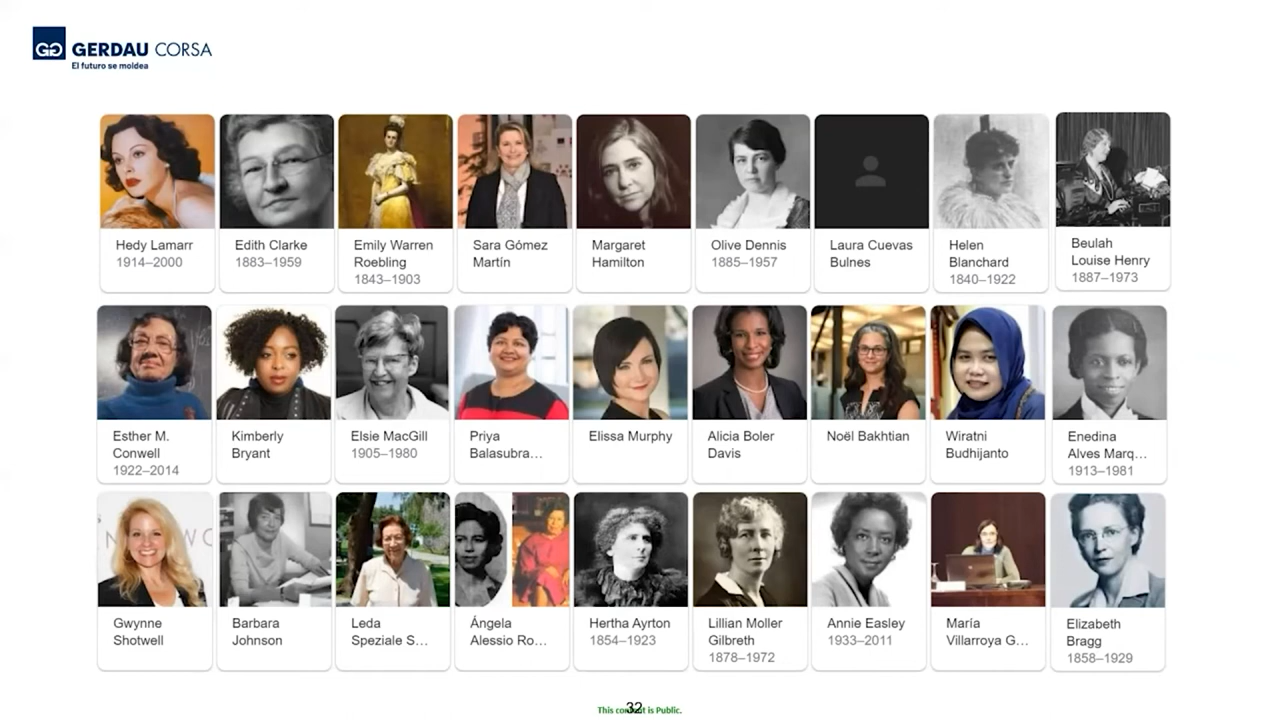 GG GERDAU CORSA
El futuro se moldea
Hedy Lamarr
1914–2000
Edith Clarke
1883–1959
Emily Warren
Roebling
1843–1903
Sara Gómez
Martín
Margaret
Hamilton
Olive Dennis
1885–1957
Laura Cuevas
Bulnes
Helen
Blanchard
1840–1922
Beulah
Louise Henry
1887–1973
Esther M.
Conwell
1922–2014
Kimberly
Bryant
Elsie MacGill
1905–1980
Priya
Balasubra...
Elissa Murphy
Alicia Boler
Davis
Noël Bakhtian
Wiratni
Budhijanto
Enedina
Alves Marq...
1913–1981
Gwynne
Shotwell
Barbara
Johnson
Leda
Speziale S...
Ángela
Alessio Ro...
Hertha Ayrton
1854–1923
Lillian Moller
Gilbreth
1878–1972
Annie Easley
1933–2011
María
Villarroya G...
Elizabeth
Bragg
1858–1929
32
This content is Public.